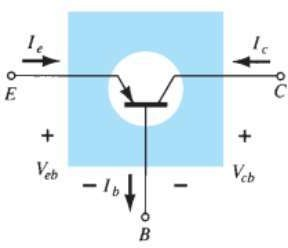 I_e I_c
E C
+ +
V_eb V_cb
− I_b −
B